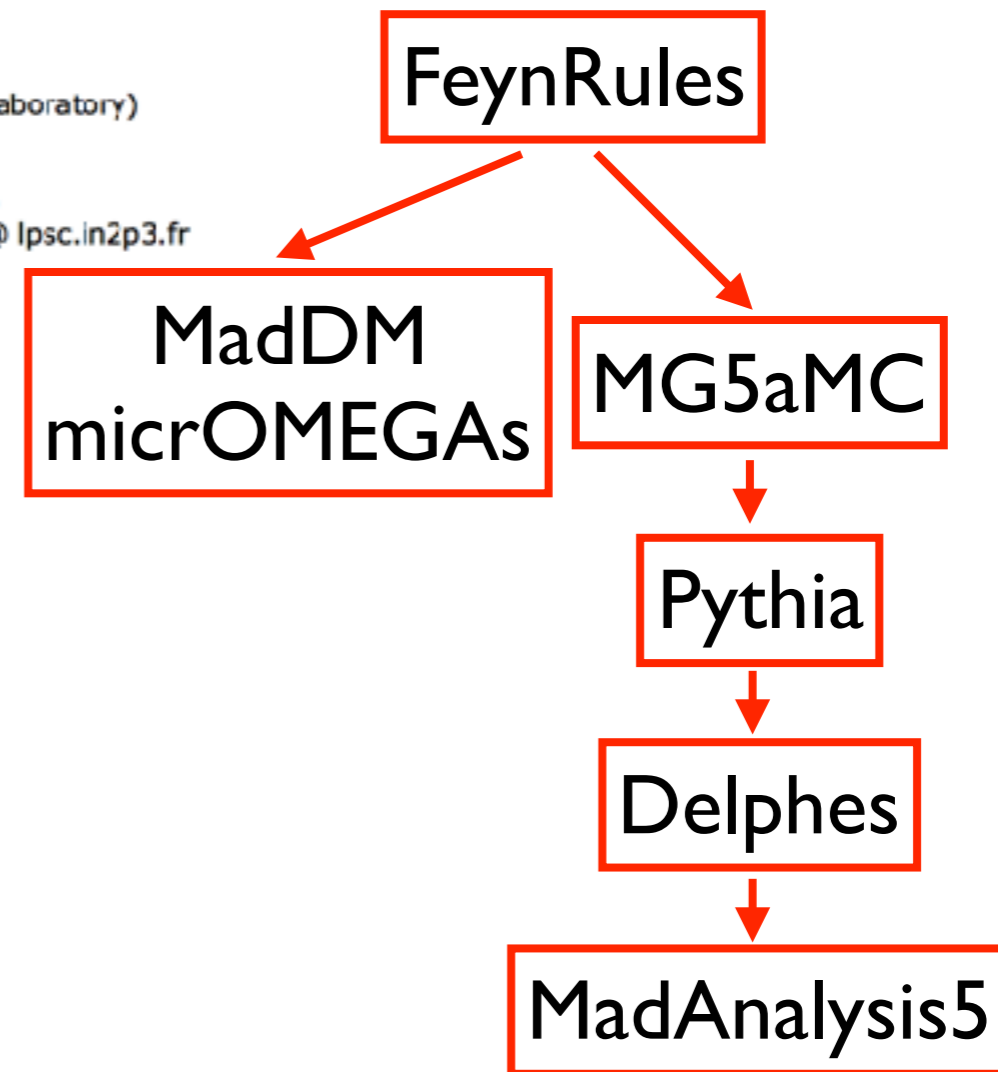 FeynRules
aboratory)
@ lpsc.in2p3.fr
MadDM
micrOMEGAs
MG5aMC
Pythia
Delphes
MadAnalysis5